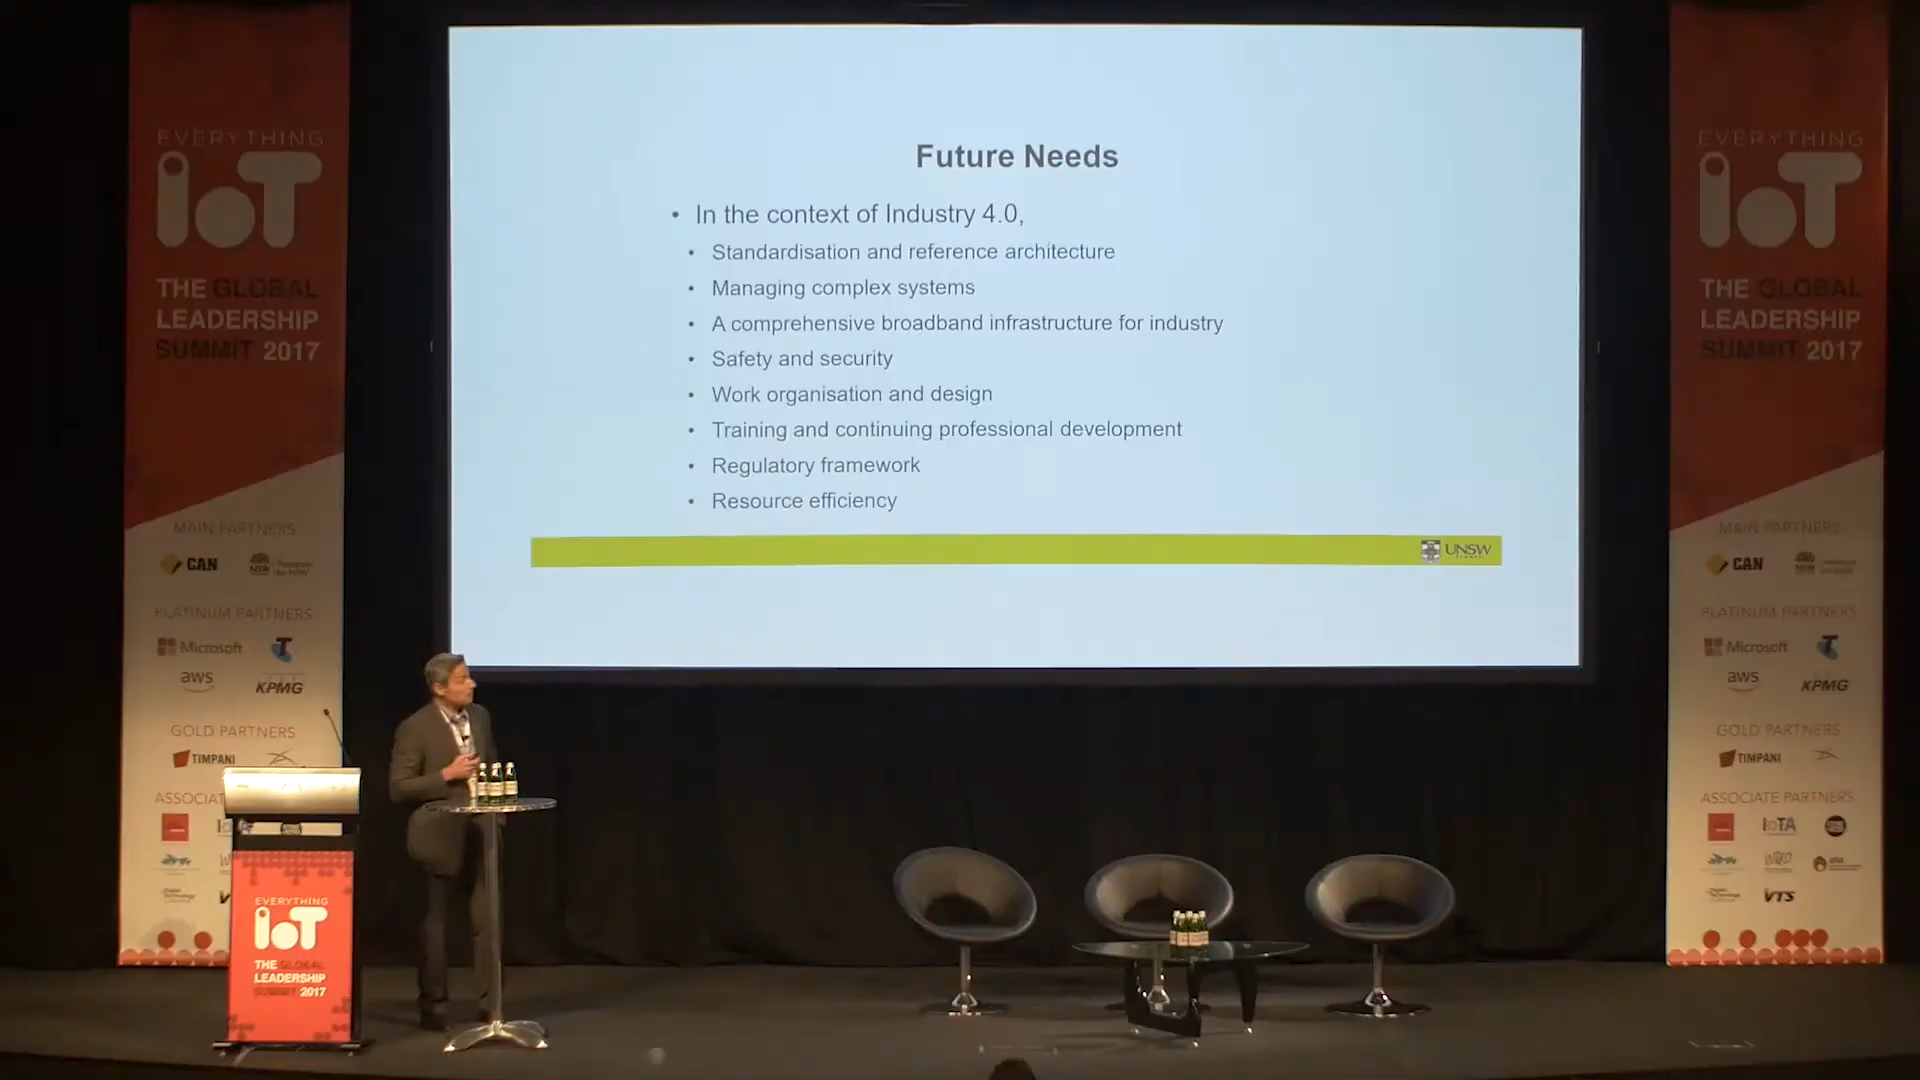 EVERYTHING
IoT
THE GLOBAL
LEADERSHIP
SUMMIT 2017
MAIN PARTNERS
CAN
NSW
PLATINUM PARTNERS
Microsoft
aws
KPMG
GOLD PARTNERS
TIMPANI
ASSOCIAT
EVERYTHING
IoT
THE GLOBAL
LEADERSHIP
SUMMIT 2017
Future Needs
• In the context of Industry 4.0,
• Standardisation and reference architecture
• Managing complex systems
• A comprehensive broadband infrastructure for industry
• Safety and security
• Work organisation and design
• Training and continuing professional development
• Regulatory framework
• Resource efficiency
UNSW
EVERYTHING
IoT
THE GLOBAL
LEADERSHIP
SUMMIT 2017
MAIN PARTNERS
CAN
PLATINUM PARTNERS
Microsoft
aws
KPMG
GOLD PARTNERS
TIMPANI
ASSOCIATE PARTNERS
IoTA
VTS